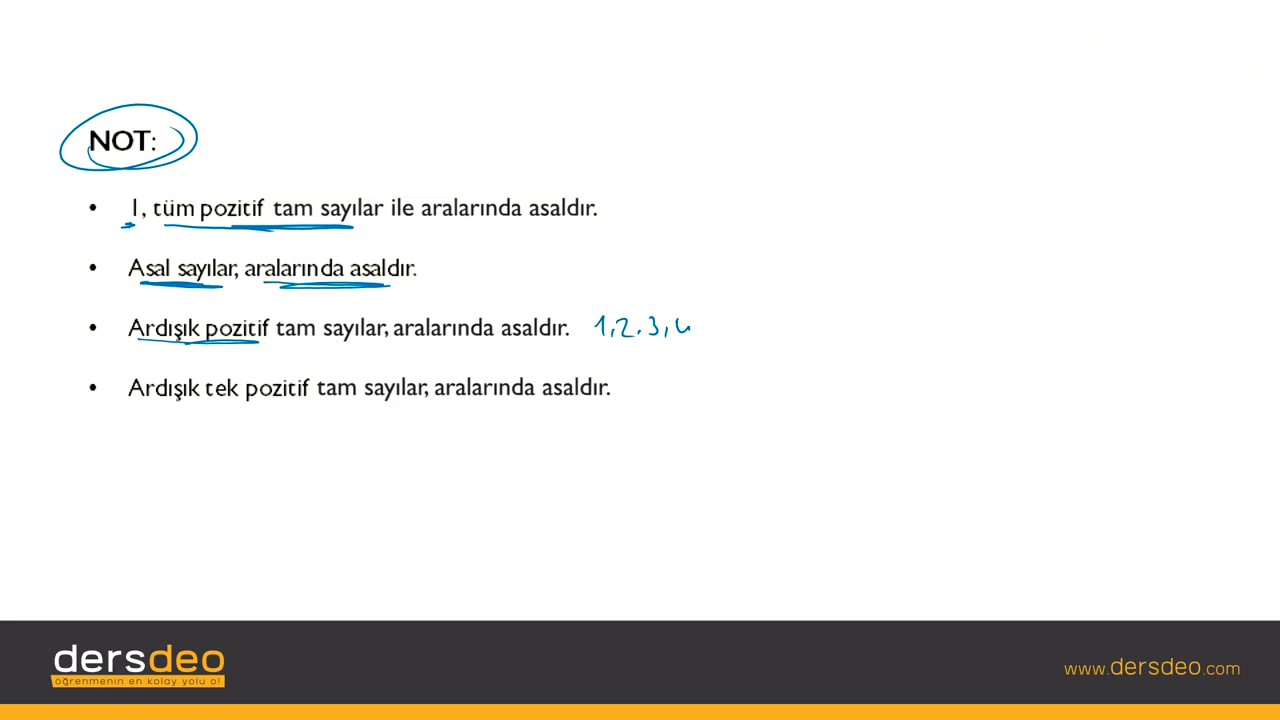 NOT:
• 1, tüm pozitif tam sayılar ile aralarında asaldır.
• Asal sayılar, aralarında asaldır.
• Ardışık pozitif tam sayılar, aralarında asaldır. 1,2.3,4
• Ardışık tek pozitif tam sayılar, aralarında asaldır.
dersdeo
öğrenmenin en kolay yolu o!
www.dersdeo.com